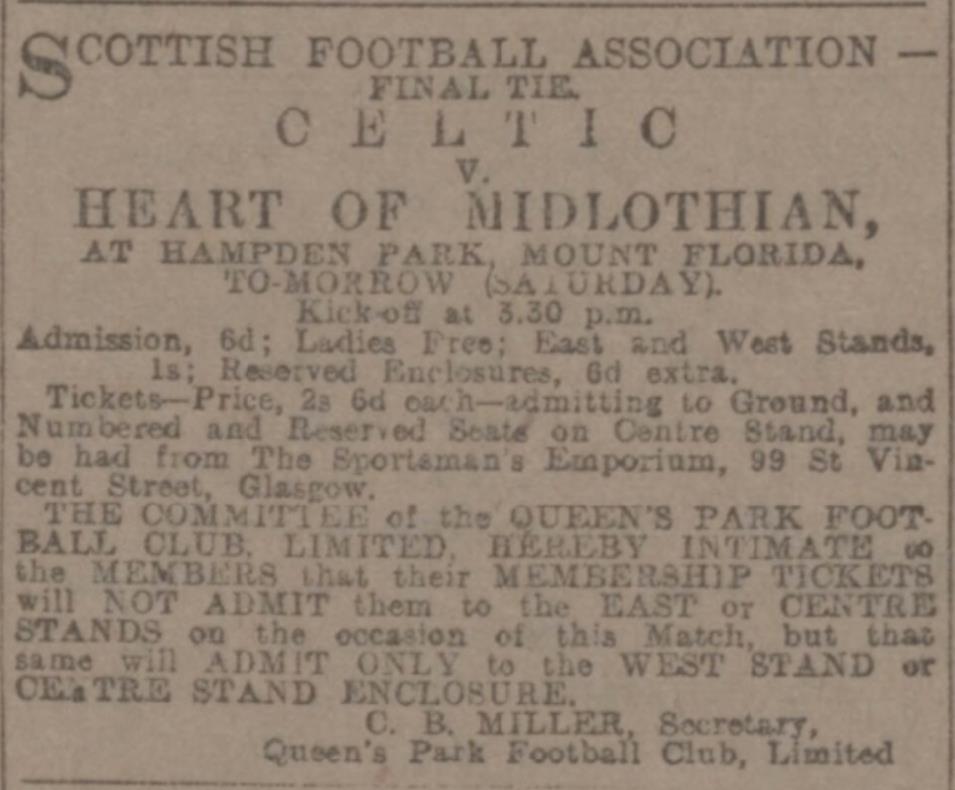 SCOTTISH FOOTBALL ASSOCIATION —
FINAL TIE.
CELTIC
V.
HEART OF MIDLOTHIAN,
AT HAMPDEN PARK, MOUNT FLORIDA,
TO-MORROW (SATURDAY).
Kick-off at 3.30 p.m.
Admission, 6d; Ladies Free; East and West Stands,
1s; Reserved Enclosures, 6d extra.
Tickets—Price, 2s 6d each—admitting to Ground, and
Numbered and Reserved Seats on Centre Stand, may
be had from The Sportsman's Emporium, 99 St Vin-
cent Street, Glasgow.
THE COMMITTEE of the QUEEN'S PARK FOOT-
BALL CLUB, LIMITED, HEREBY INTIMATE to
the MEMBERS that their MEMBERSHIP TICKETS
will NOT ADMIT them to the EAST or CENTRE
STANDS on the occasion of this Match, but that
same will ADMIT ONLY to the WEST STAND or
CENTRE STAND ENCLOSURE.
C. B. MILLER, Secretary,
Queen's Park Football Club, Limited